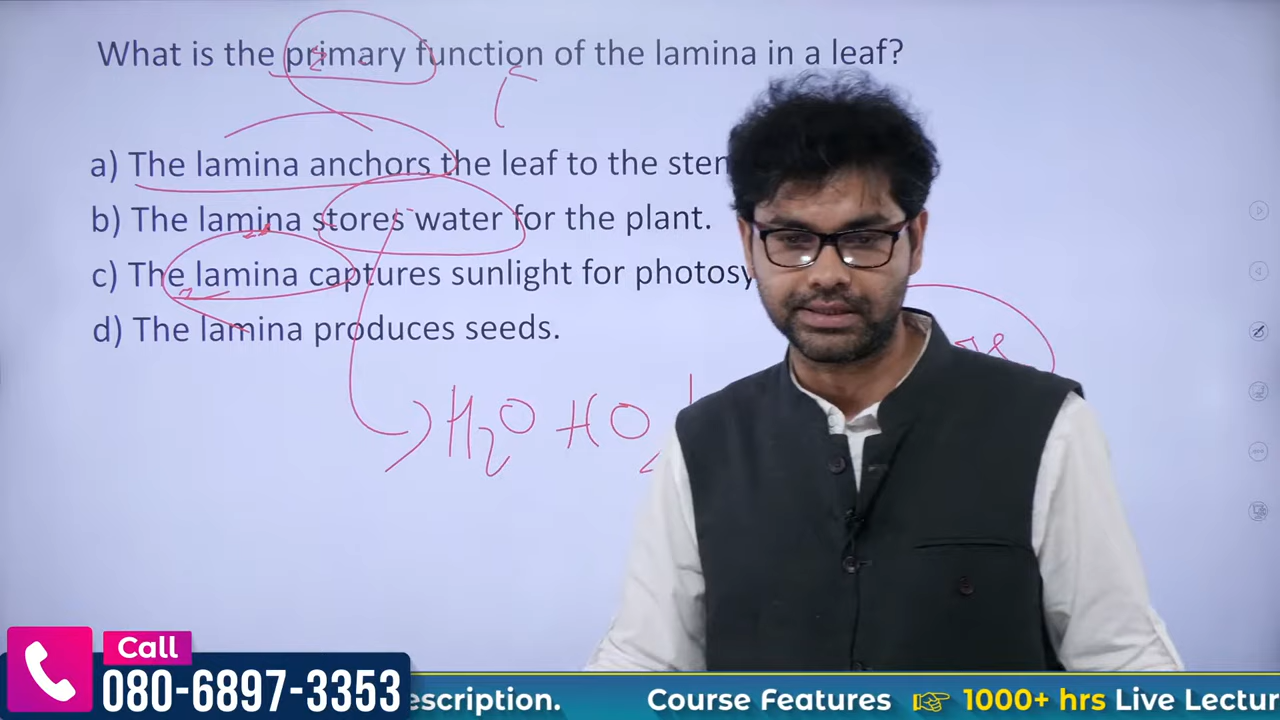 What is the primary function of the lamina in a leaf?
a) The lamina anchors the leaf to the
b) The lamina stores water for the plant.
c) The lamina captures sunlight for
d) The lamina produces seeds.
H2O + O2
Call
080-6897-3353
escription. Course Features 1000+ hrs Live Lectur